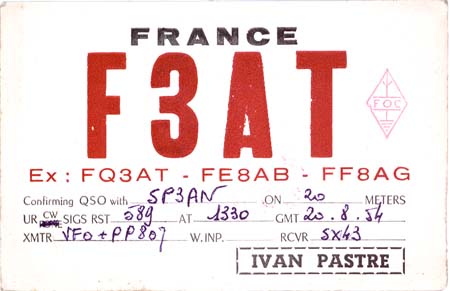 FRANCE
F3AT
FOC
Ex : FQ3AT - FE8AB - FF8AG
Confirming QSO with SP3AN ON 20 METERS
UR CW SIGS RST 589 AT 1330 GMT 20.8.54
XMTR VFO + PP807 W.INP. RCVR SX43
IVAN PASTRE